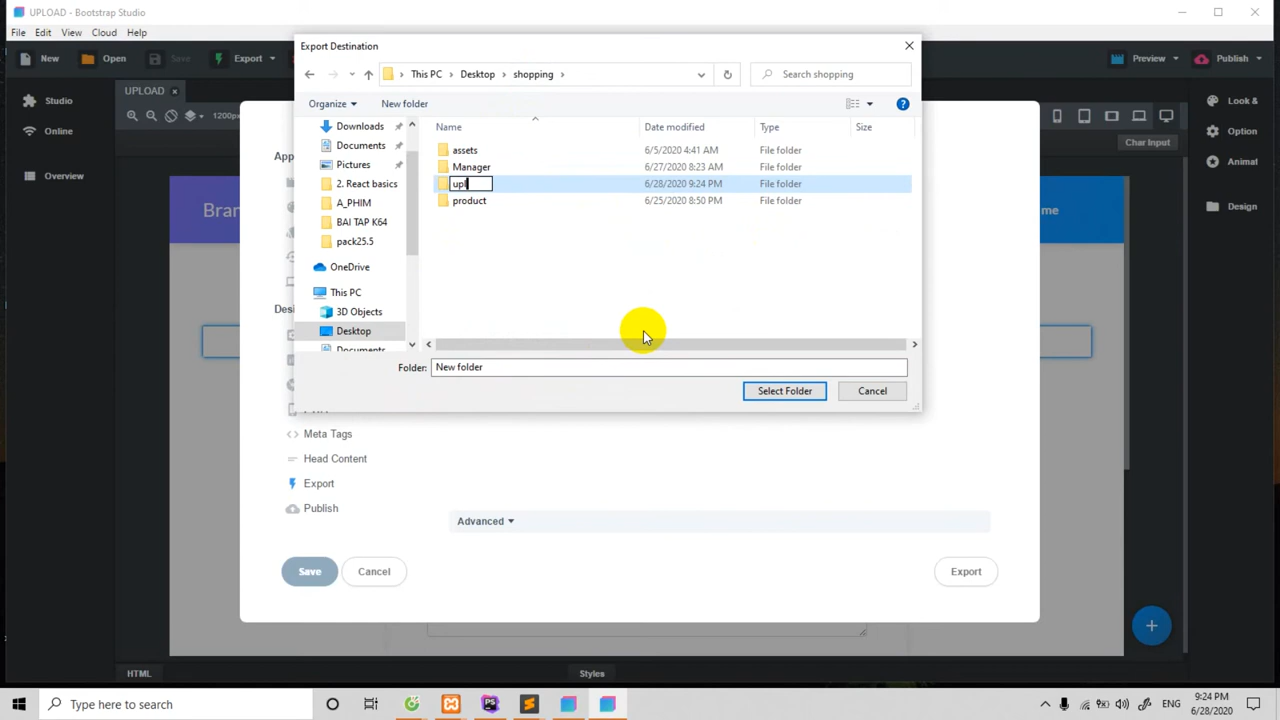 UPLOAD - Bootstrap Studio
File Edit View Cloud Help
New Open Save Export Preview Publish
Export Destination
This PC Desktop shopping
Search shopping
Organize New folder
Name Date modified Type Size
assets 6/5/2020 4:41 AM File folder
Manager 6/27/2020 8:23 AM File folder
upl 6/28/2020 9:24 PM File folder
product 6/25/2020 8:50 PM File folder
Downloads
Documents
Pictures
2. React basics
A_PHIM
BAI TAP K64
pack25.5
OneDrive
This PC
3D Objects
Desktop
Documents
Folder: New folder
Select Folder Cancel
UPLOAD
1200px
Studio
Online
Overview
Look &
Option
Animat
Design
Char Input
Meta Tags
Head Content
Export
Publish
Advanced
Save Cancel Export
HTML Styles
Type here to search
9:24 PM
6/28/2020